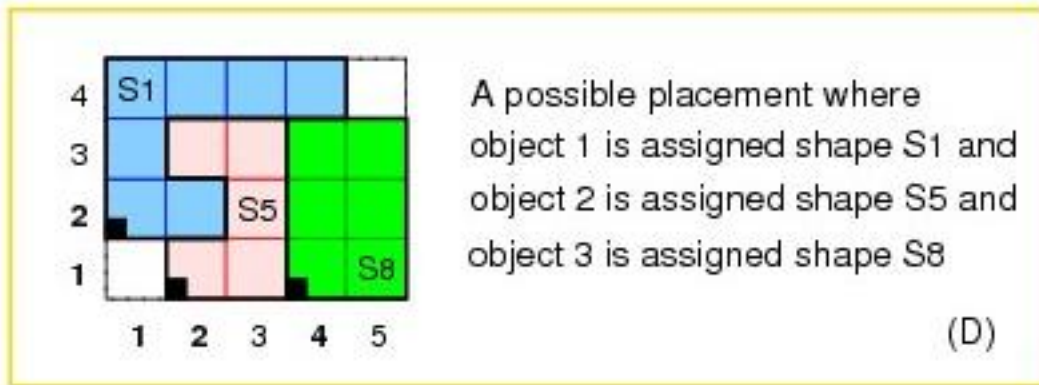 4 S1
3
2 S5
1 S8
1 2 3 4 5
A possible placement where
object 1 is assigned shape S1 and
object 2 is assigned shape S5 and
object 3 is assigned shape S8
(D)